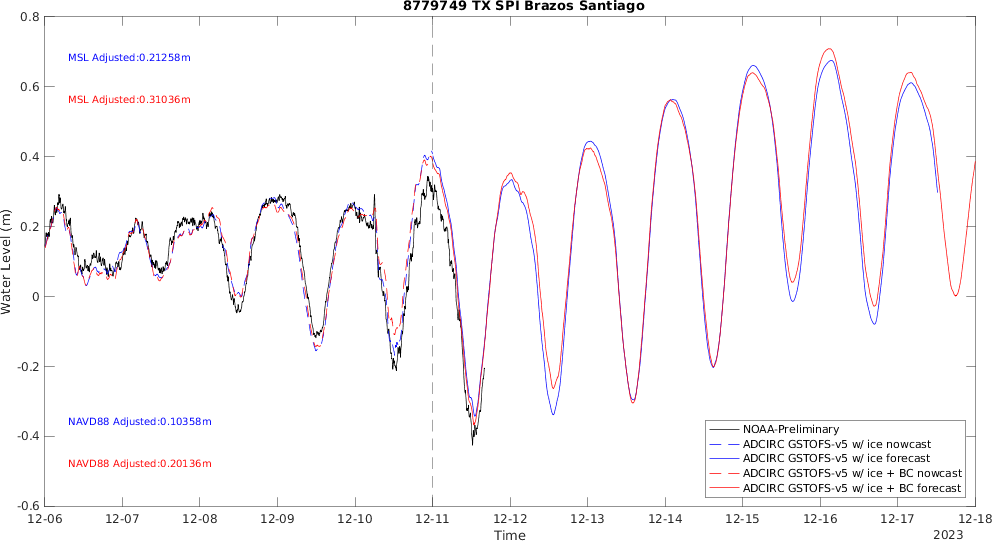 8779749 TX SPI Brazos Santiago
0.8
0.6
0.4
0.2
0
-0.2
-0.4
-0.6
Water Level (m)
MSL Adjusted:0.21258m
MSL Adjusted:0.31036m
NAVD88 Adjusted:0.10358m
NAVD88 Adjusted:0.20136m
NOAA-Preliminary
ADCIRC GSTOFS-v5 w/ ice nowcast
ADCIRC GSTOFS-v5 w/ ice forecast
ADCIRC GSTOFS-v5 w/ ice + BC nowcast
ADCIRC GSTOFS-v5 w/ ice + BC forecast
12-06 12-07 12-08 12-09 12-10 12-11 12-12 12-13 12-14 12-15 12-16 12-17 12-18
Time
2023